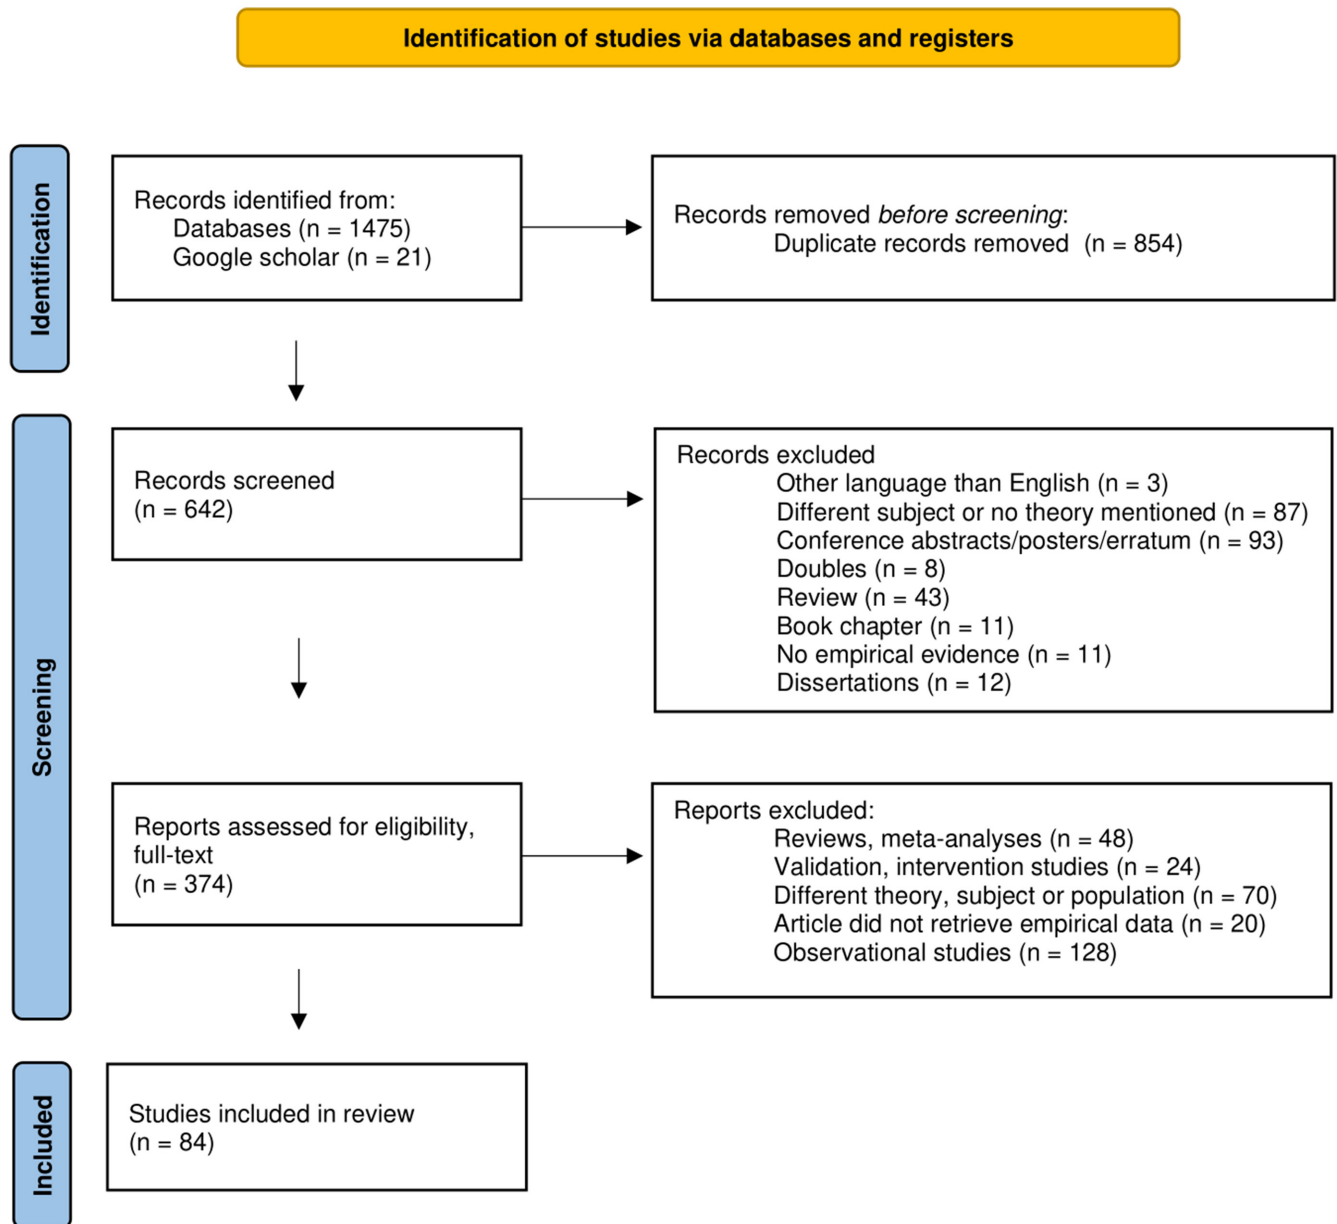 Identification of studies via databases and registers
Identification
Records identified from:
Databases (n = 1475)
Google scholar (n = 21)
Records removed before screening:
Duplicate records removed (n = 854)
Screening
Records screened
(n = 642)
Records excluded
Other language than English (n = 3)
Different subject or no theory mentioned (n = 87)
Conference abstracts/posters/erratum (n = 93)
Doubles (n = 8)
Review (n = 43)
Book chapter (n = 11)
No empirical evidence (n = 11)
Dissertations (n = 12)
Reports assessed for eligibility,
full-text
(n = 374)
Reports excluded:
Reviews, meta-analyses (n = 48)
Validation, intervention studies (n = 24)
Different theory, subject or population (n = 70)
Article did not retrieve empirical data (n = 20)
Observational studies (n = 128)
Included
Studies included in review
(n = 84)